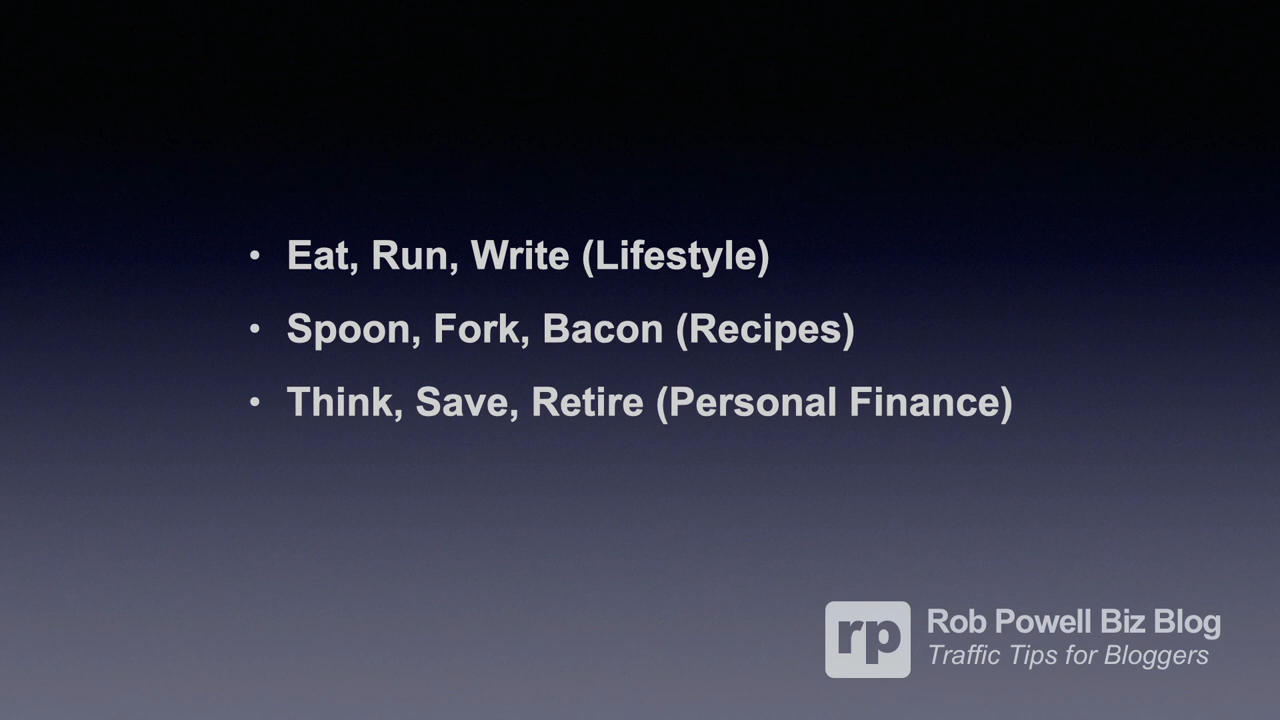 • Eat, Run, Write (Lifestyle)
• Spoon, Fork, Bacon (Recipes)
• Think, Save, Retire (Personal Finance)
rp
Rob Powell Biz Blog
Traffic Tips for Bloggers